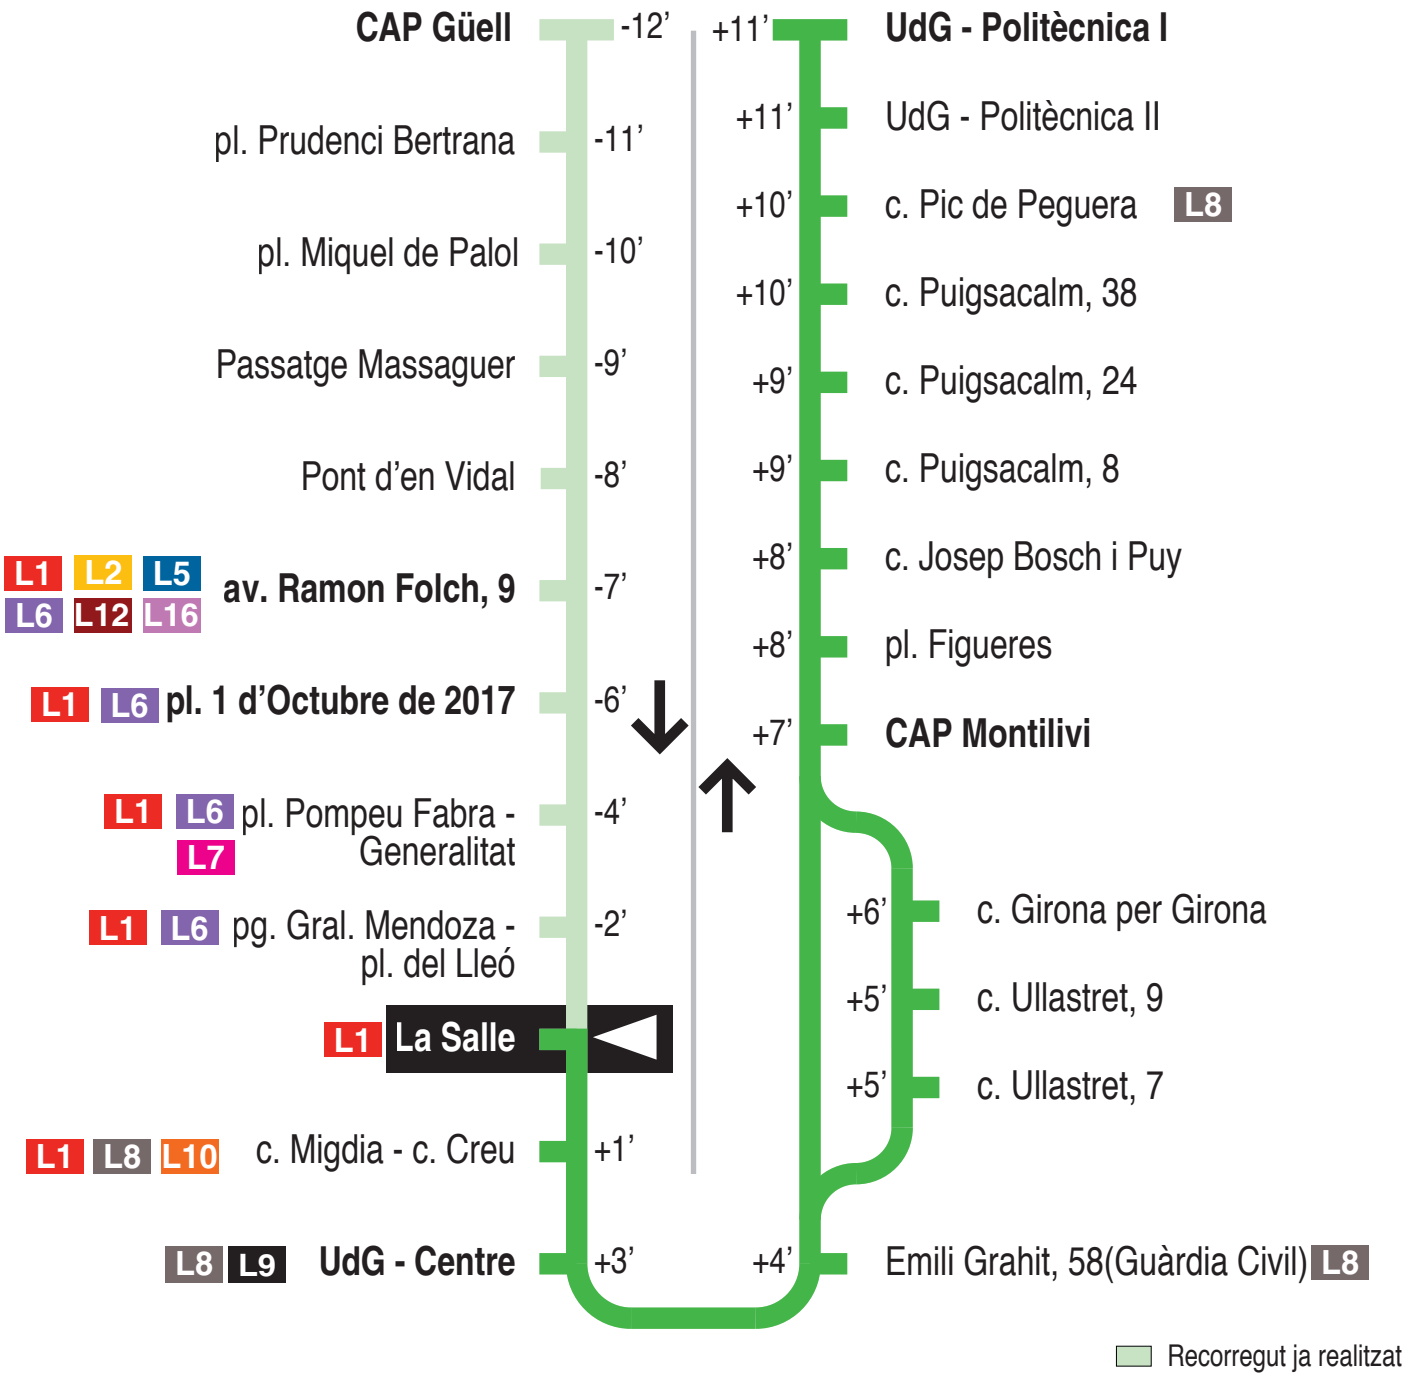 CAP Güell -12’
pl. Prudenci Bertrana -11’
pl. Miquel de Palol -10’
Passatge Massaguer -9’
Pont d’en Vidal -8’
L1 L2 L5
av. Ramon Folch, 9 -7’
L6 L12 L16
L1 L6 pl. 1 d’Octubre de 2017 -6’
L1 L6 pl. Pompeu Fabra - -4’
L7 Generalitat
L1 L6 pg. Gral. Mendoza - -2’
pl. del Lleó
L1 La Salle
L1 L8 L10 c. Migdia - c. Creu +1’
L8 L9 UdG - Centre +3’
+11’ UdG - Politècnica I
+11’ UdG - Politècnica II
+10’ c. Pic de Peguera L8
+10’ c. Puigsacalm, 38
+9’ c. Puigsacalm, 24
+9’ c. Puigsacalm, 8
+8’ c. Josep Bosch i Puy
+8’ pl. Figueres
+7’ CAP Montilivi
+6’ c. Girona per Girona
+5’ c. Ullastret, 9
+5’ c. Ullastret, 7
+4’ Emili Grahit, 58(Guàrdia Civil) L8
Recorregut ja realitzat